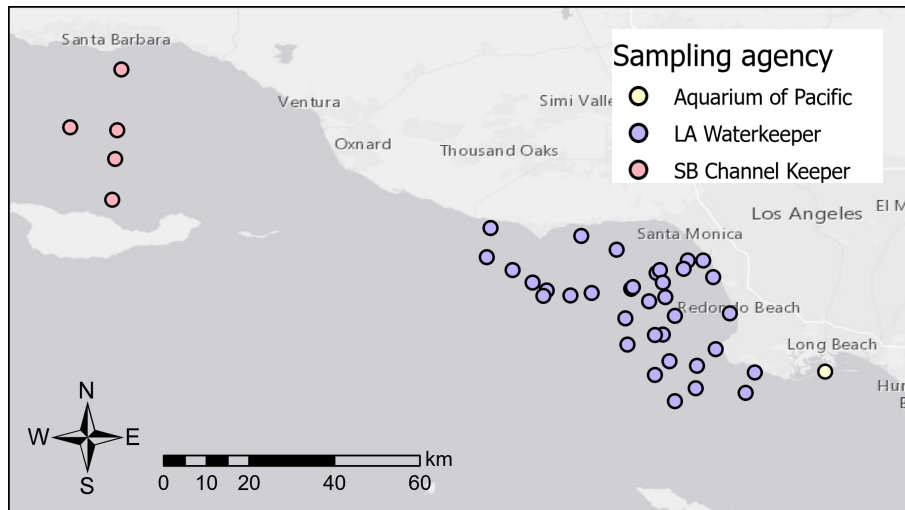 Santa Barbara
Sampling agency
Aquarium of Pacific
LA Waterkeeper
SB Channel Keeper
Ventura
Simi Valle
Oxnard
Thousand Oaks
Los Angeles
El M
Santa Monica
Redondo Beach
Long Beach
Hun
B
N
W E
S
km
0 10 20 40 60